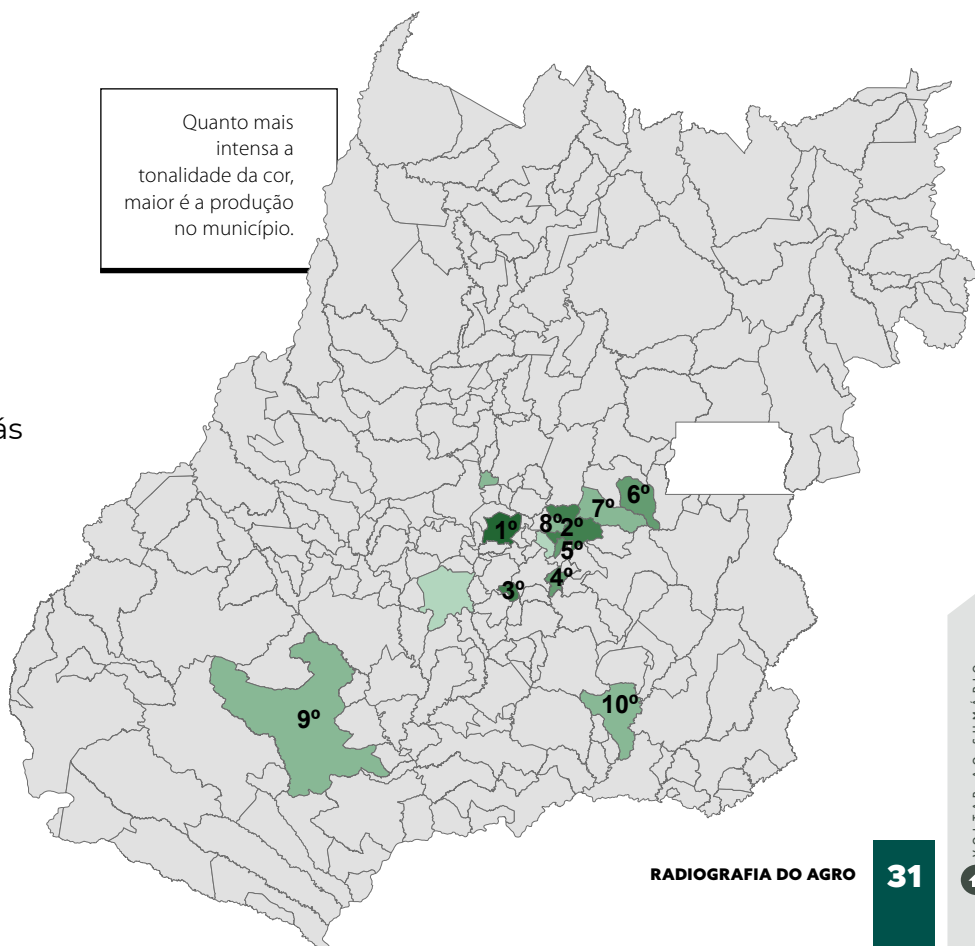 Quanto mais
intensa a
tonalidade da cor,
maior é a produção
no município.
ás
6º
7º
8º
2º
1º
5º
4º
3º
10º
9º
RADIOGRAFIA DO AGRO
31